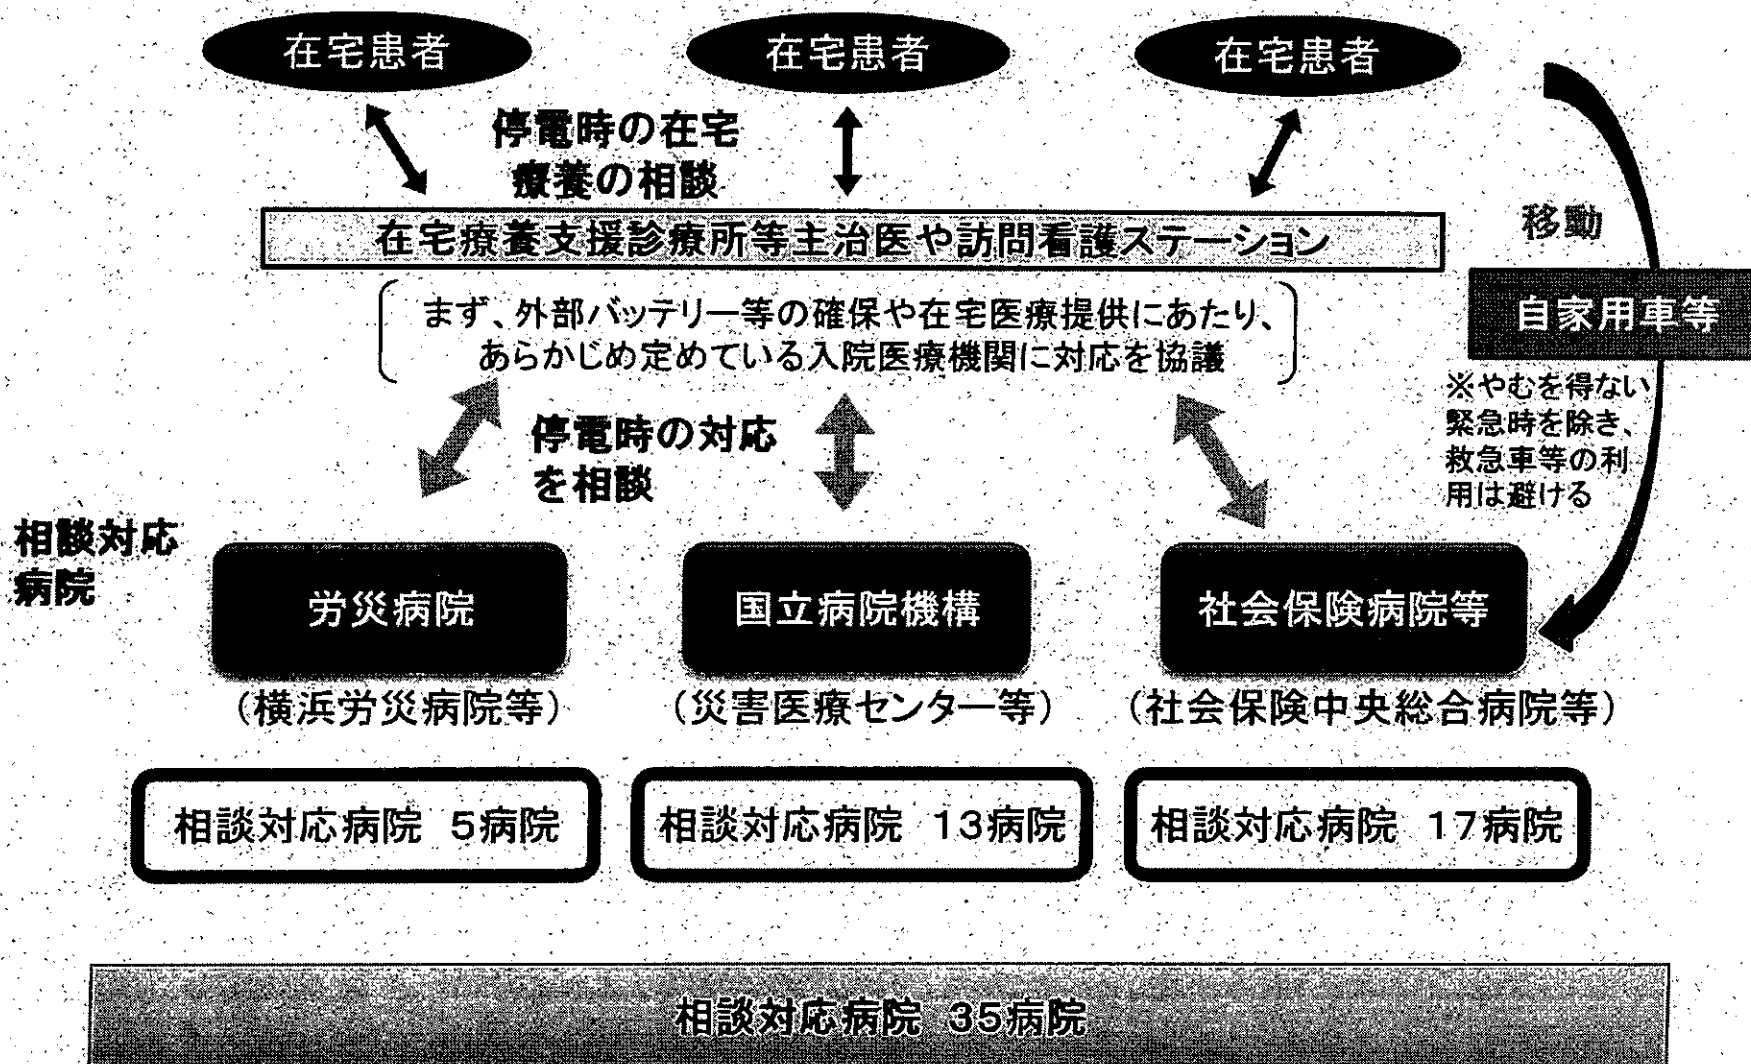 在宅患者
在宅患者
在宅患者
停電時の在宅
療養の相談
在宅療養支援診療所等主治医や訪問看護ステーション
まず、外部バッテリー等の確保や在宅医療提供にあたり、
あらかじめ定めている入院医療機関に対応を協議
移動
自家用車等
※やむを得ない
緊急時を除き、
救急車等の利
用は避ける
停電時の対応
を相談
相談対応
病院
労災病院
国立病院機構
社会保険病院等
（横浜労災病院等）
（災害医療センター等）
（社会保険中央総合病院等）
相談対応病院 5病院
相談対応病院 13病院
相談対応病院 17病院
相談対応病院 35病院